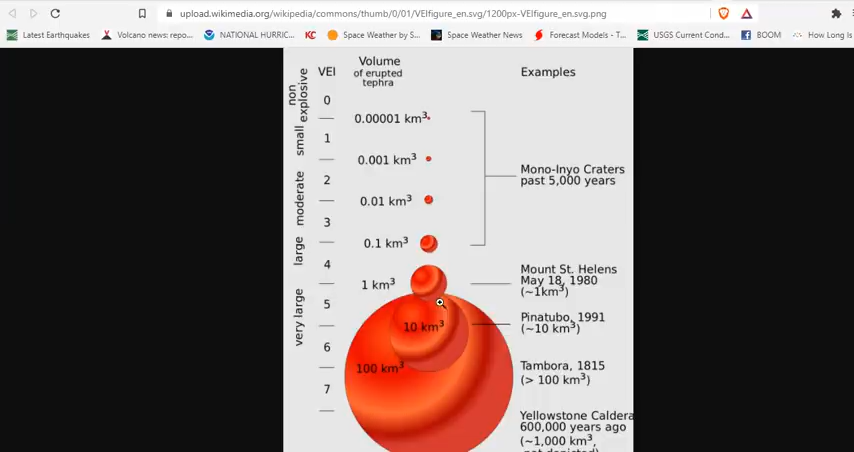 upload.wikimedia.org/wikipedia/commons/thumb/0/01/VEIfigure_en.svg/1200px-VEIfigure_en.svg.png
Latest Earthquakes
Volcano news: repo...
NATIONAL HURRIC...
KC
Space Weather by S...
Space Weather News
Forecast Models - T...
USGS Current Cond...
BOOM
How Long Is
VEI
Volume
of erupted
tephra
Examples
non
explosive
0
0.00001 km³
small
1
0.001 km³
Mono-Inyo Craters
past 5,000 years
moderate
2
0.01 km³
3
0.1 km³
large
4
1 km³
Mount St. Helens
May 18, 1980
(~1km³)
very large
5
10 km³
Pinatubo, 1991
(~10 km³)
6
100 km³
Tambora, 1815
(> 100 km³)
7
Yellowstone Caldera
600,000 years ago
(~1,000 km³,
not depicted)